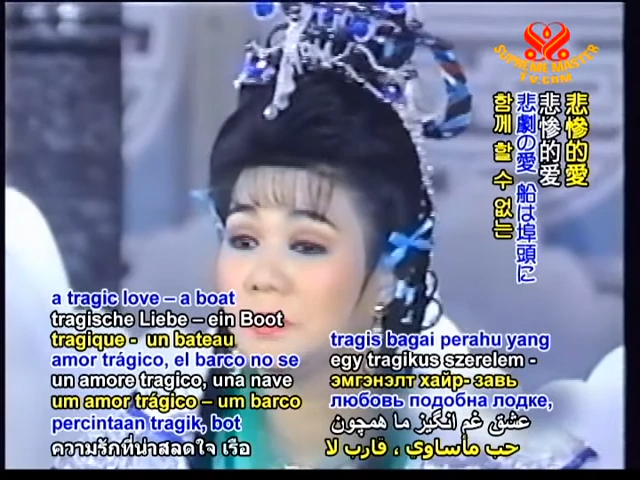 SUPREME MASTER
TV.COM
悲慘的愛
悲惨的爱
悲劇の愛 船は埠頭に
함께 할 수 없는
a tragic love – a boat
tragische Liebe – ein Boot
tragique - un bateau
amor trágico, el barco no se
un amore tragico, una nave
um amor trágico – um barco
percintaan tragik, bot
ความรักที่น่าสลดใจ เรือ
tragis bagai perahu yang
egy tragikus szerelem -
эмгэнэлт хайр- завь
любовь подобна лодке,
عشق غم انگیز ما همچون
حب مأساوي ، قارب لا